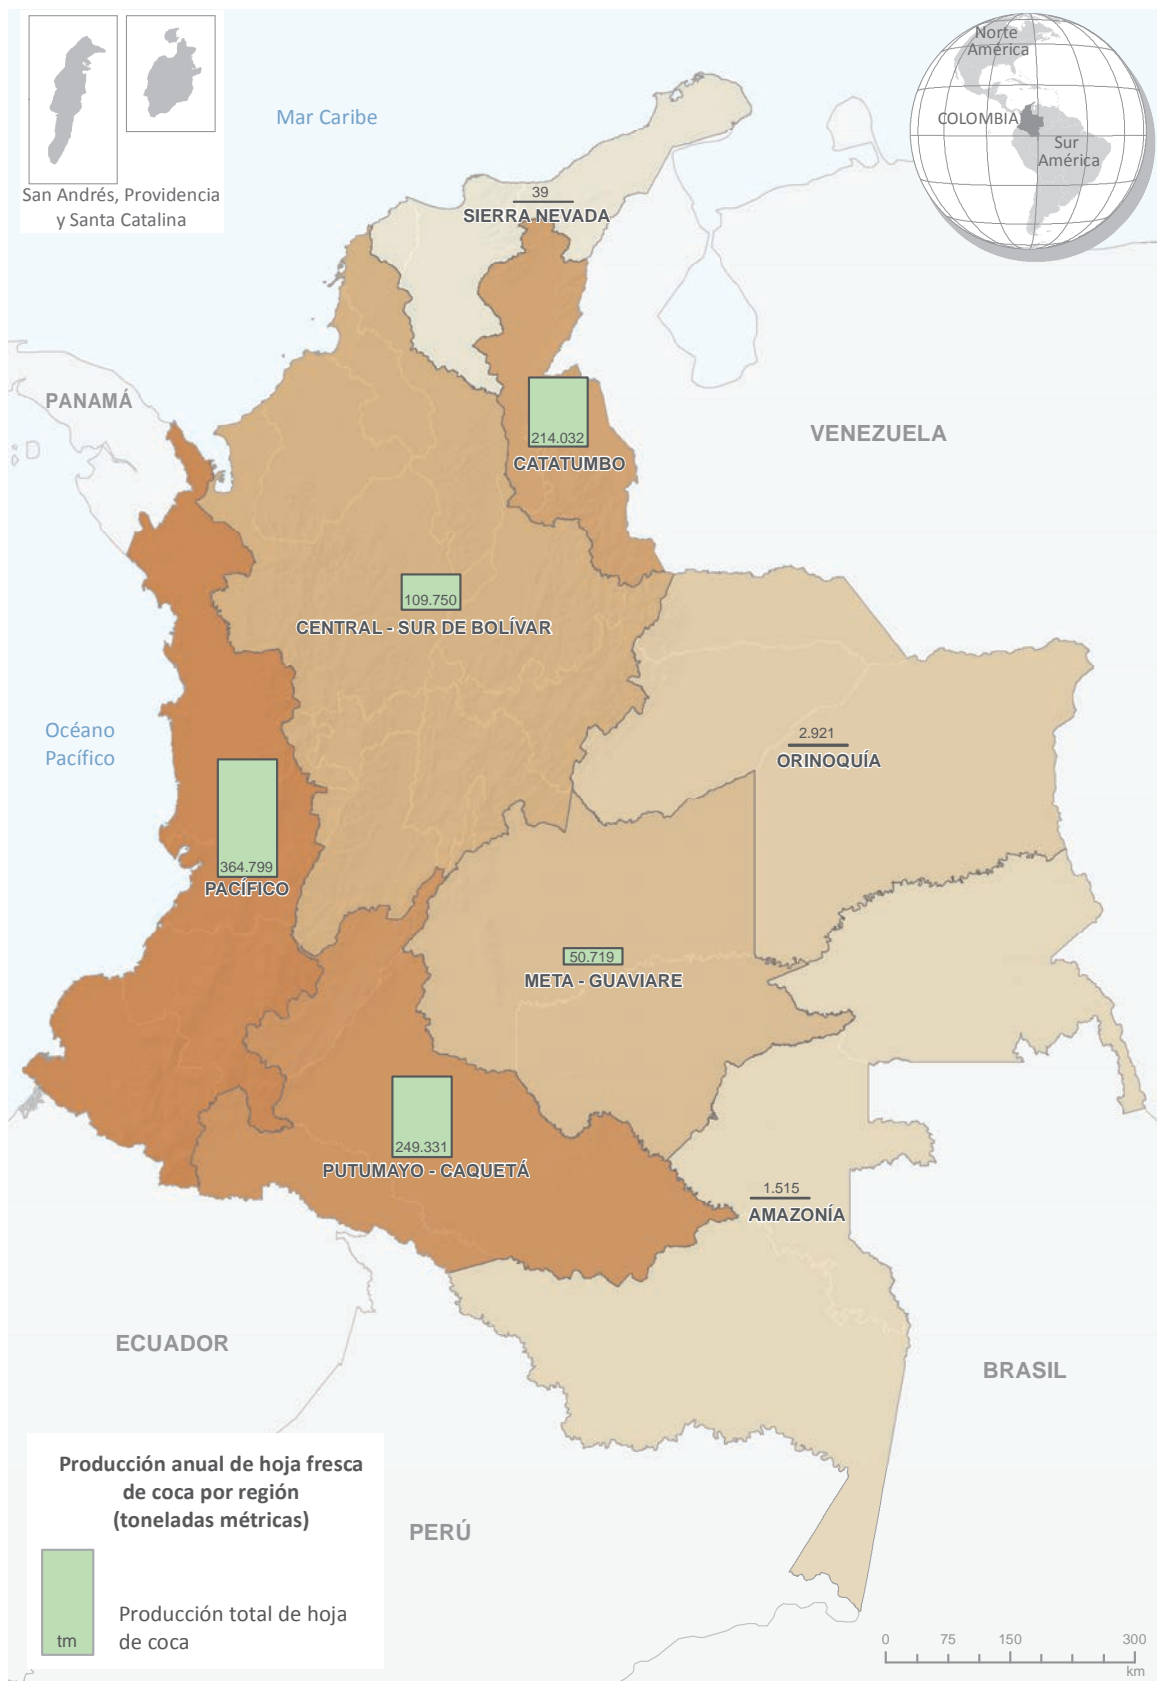 Norte
América
COLOMBIA
Sur
América
Mar Caribe
San Andrés, Providencia
y Santa Catalina
39
SIERRA NEVADA
PANAMÁ
VENEZUELA
214.032
CATATUMBO
109.750
CENTRAL - SUR DE BOLÍVAR
Océano
Pacífico
2.921
ORINOQUÍA
364.799
PACÍFICO
50.719
META - GUAVIARE
249.331
PUTUMAYO - CAQUETÁ
1.515
AMAZONÍA
ECUADOR
BRASIL
PERÚ
Producción anual de hoja fresca
de coca por región
(toneladas métricas)
tm
Producción total de hoja
de coca
0 75 150 300
km